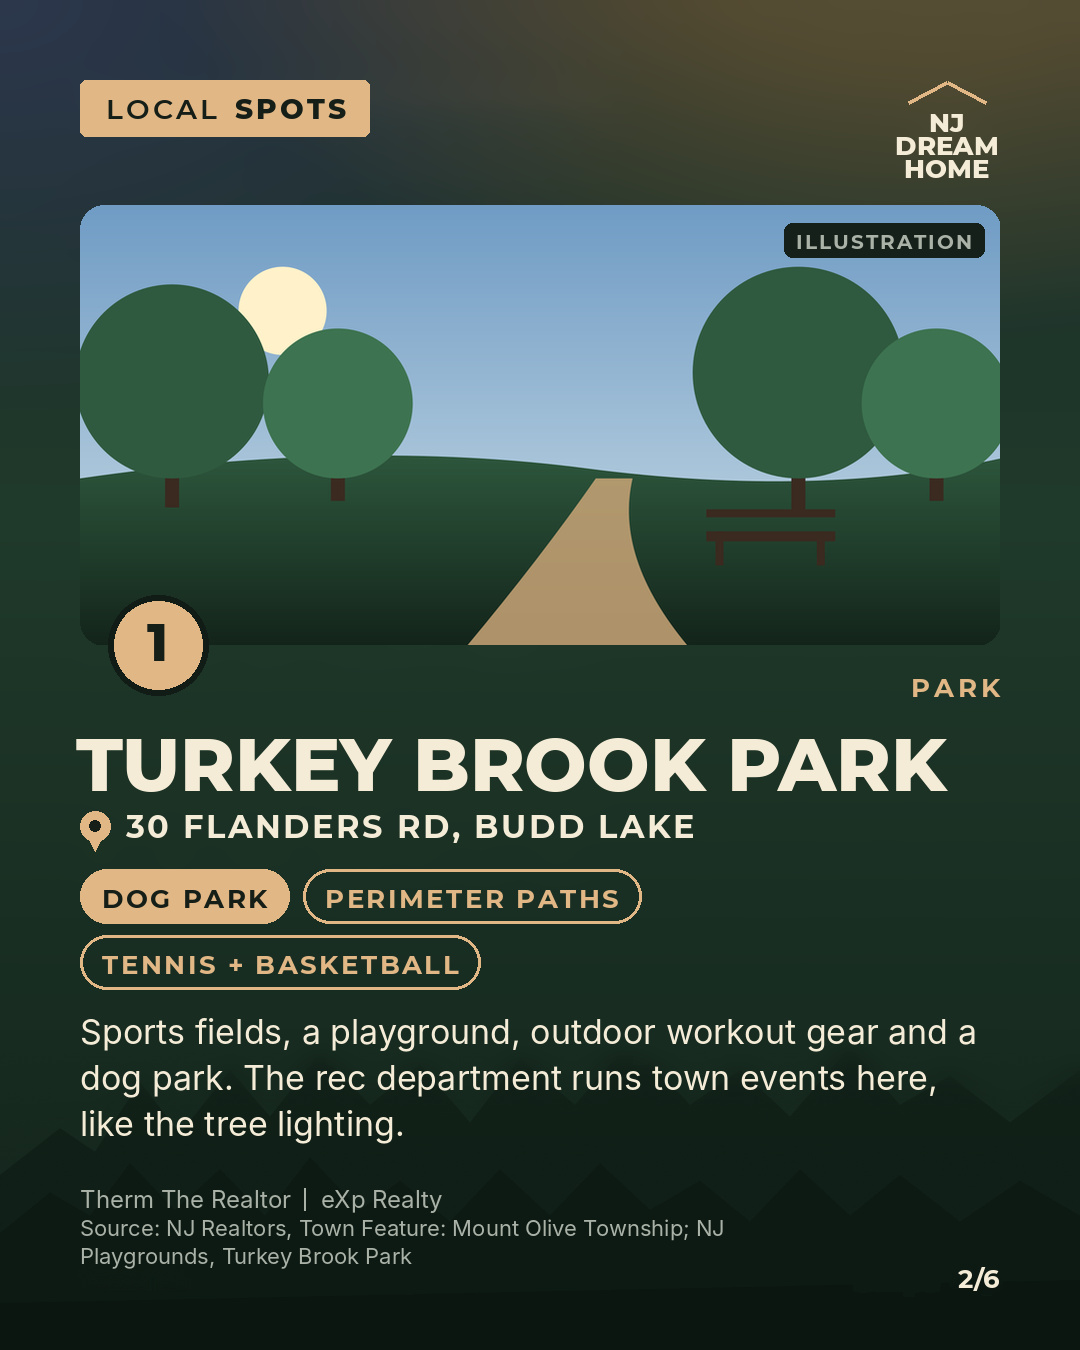 LOCAL SPOTS
NJ
DREAM
HOME
ILLUSTRATION
1
PARK
TURKEY BROOK PARK
30 FLANDERS RD, BUDD LAKE
DOG PARK
PERIMETER PATHS
TENNIS + BASKETBALL
Sports fields, a playground, outdoor workout gear and a
dog park. The rec department runs town events here,
like the tree lighting.
Therm The Realtor | eXp Realty
Source: NJ Realtors, Town Feature: Mount Olive Township; NJ
Playgrounds, Turkey Brook Park
2/6